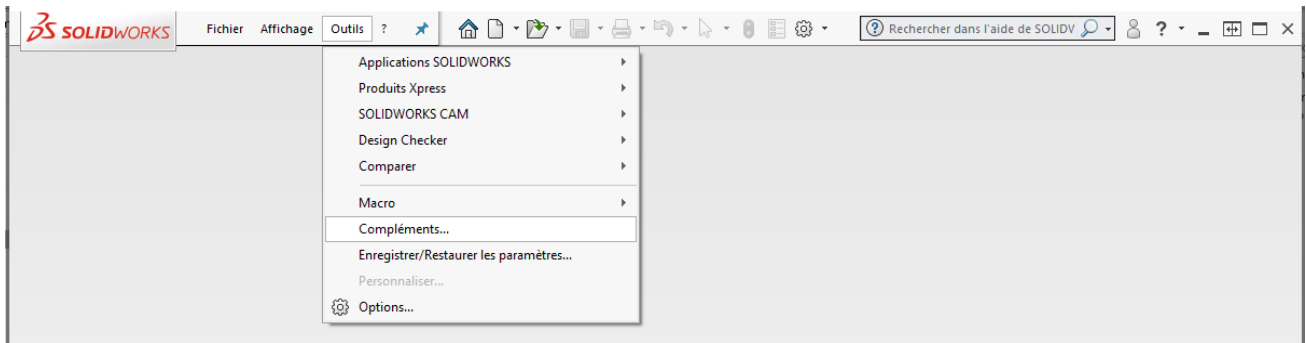 SOLIDWORKS Fichier Affichage Outils ? Rechercher dans l'aide de SOLIDV ?
Applications SOLIDWORKS
Produits Xpress
SOLIDWORKS CAM
Design Checker
Comparer
Macro
Compléments...
Enregistrer/Restaurer les paramètres...
Personnaliser...
Options...